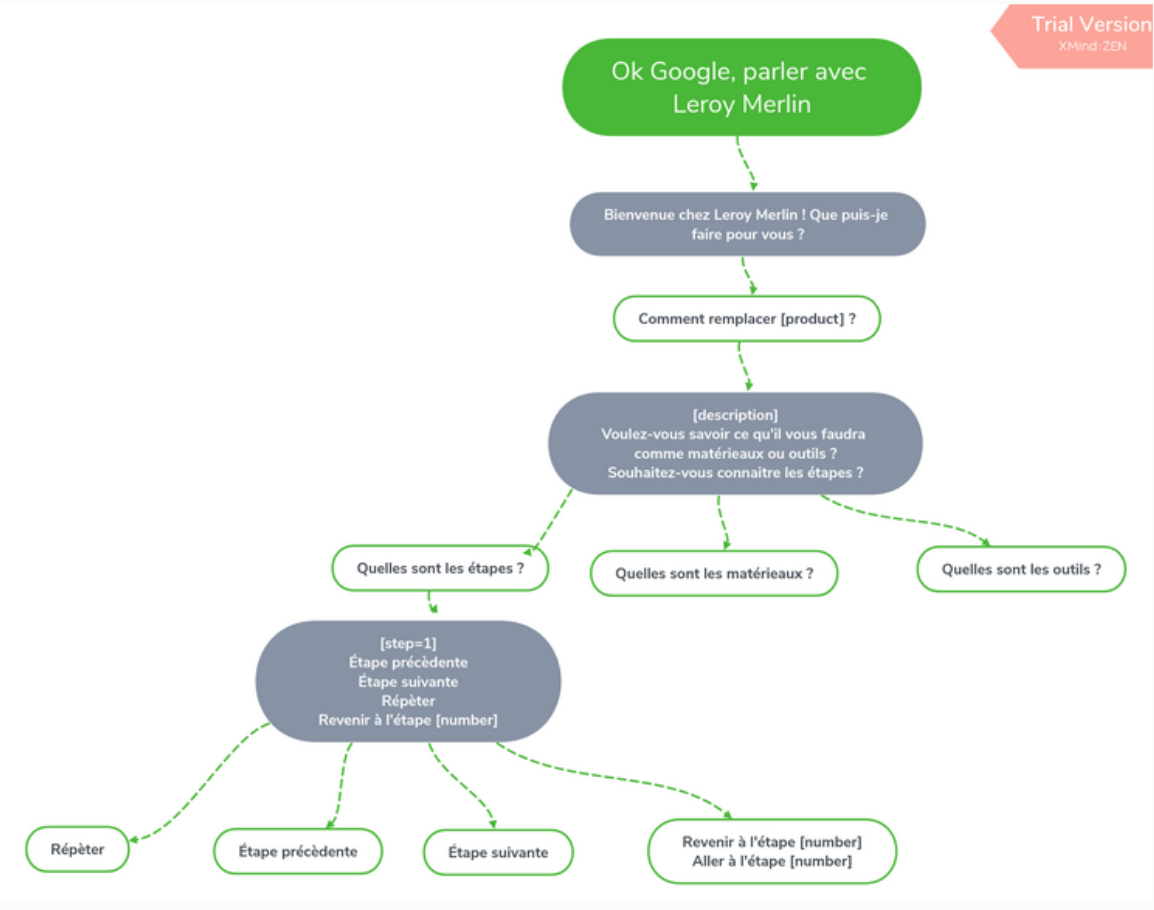 Trial Version
XMind:ZEN
Ok Google, parler avec
Leroy Merlin
Bienvenue chez Leroy Merlin ! Que puis-je
faire pour vous ?
Comment remplacer [product] ?
[description]
Voulez-vous savoir ce qu'il vous faudra
comme matérieaux ou outils ?
Souhaitez-vous connaitre les étapes ?
Quelles sont les étapes ?
Quelles sont les matérieaux ?
Quelles sont les outils ?
[step=1]
Étape précèdente
Étape suivante
Répèter
Revenir à l'étape [number]
Répèter
Étape précèdente
Étape suivante
Revenir à l'étape [number]
Aller à l'étape [number]